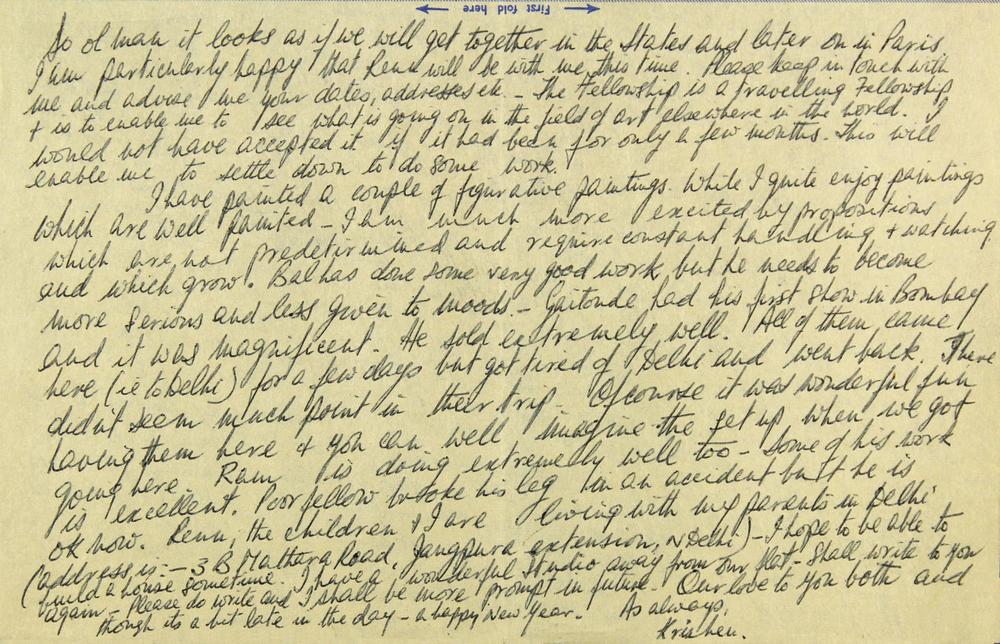 First fold here
So ol man it looks as if we will get together in the States and later on in Paris
I am particularly happy that Renu will be with me this time. Please keep in touch with
me and advise me your dates, addresses etc. - The Fellowship is a travelling Fellowship
+ is to enable me to see what is going on in the field of art elsewhere in the world. I
would not have accepted it if it had been for only a few months. This will
enable me to settle down to do some work.
I have painted a couple of figurative paintings. While I quite enjoy paintings
which are well painted - I am much more excited by propositions
which are not predetermined and require constant handling + watching
and which grow. Bal has done some very good work, but he needs to become
more serious and less given to moods. - Gaitonde had his first show in Bombay
and it was magnificent. He sold extremely well. All of them came
here (ie to Delhi) for a few days but got tired of Delhi and went back. There
didn't seem much point in their trip. Ofcourse it was wonderful fun
having them here + you can well imagine the set up when we got
going here. Ram is doing extremely well too - some of his work
is excellent. Poor fellow broke his leg in an accident but he is
ok now. Renu, the children & I are living with my parents in Delhi
(address is :- 3 B Mathura Road, Jangpura extension, N Delhi) - I hope to be able to
build a house sometime. I have a wonderful studio away from our flat - shall write to you
again - Please do write and I shall be more prompt in future. Our love to you both and
though its a bit late in the day - a happy New Year. As always,
Krishen.